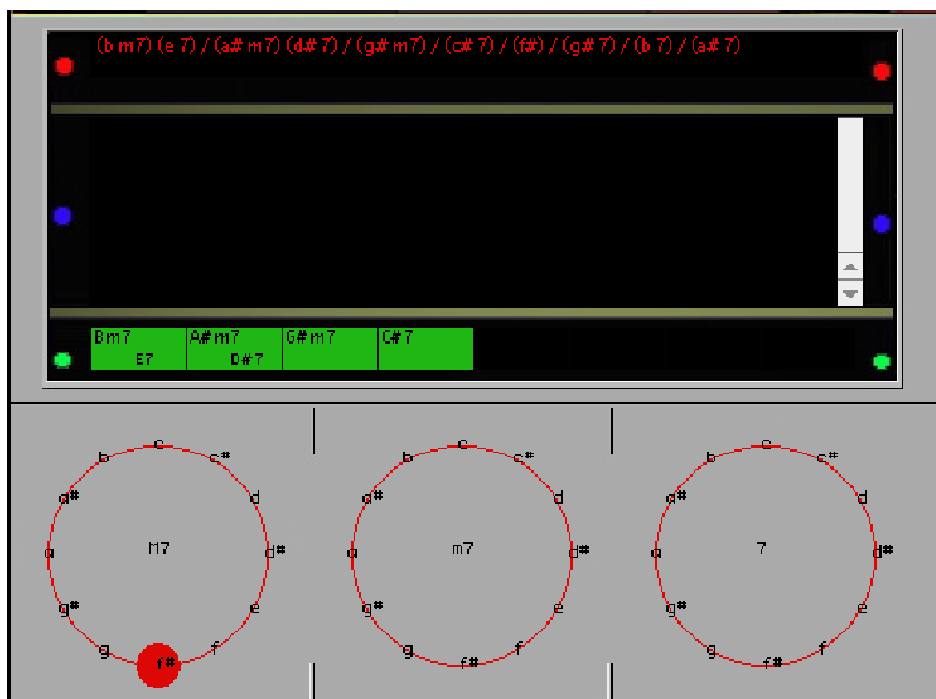 (b m7) (e 7) / (a# m7) (d# 7) / (g# m7) / (c# 7) / (f#) / (g# 7) / (b 7) / (a# 7)
Bm7 A#m7 G#m7 C#7
E7 D#7
c c c
b c# b c# b c#
a# d a# d a# d
a M7 d# a m7 d# a 7 d#
g# e g# e g# e
g f g f g f
f# f# f#